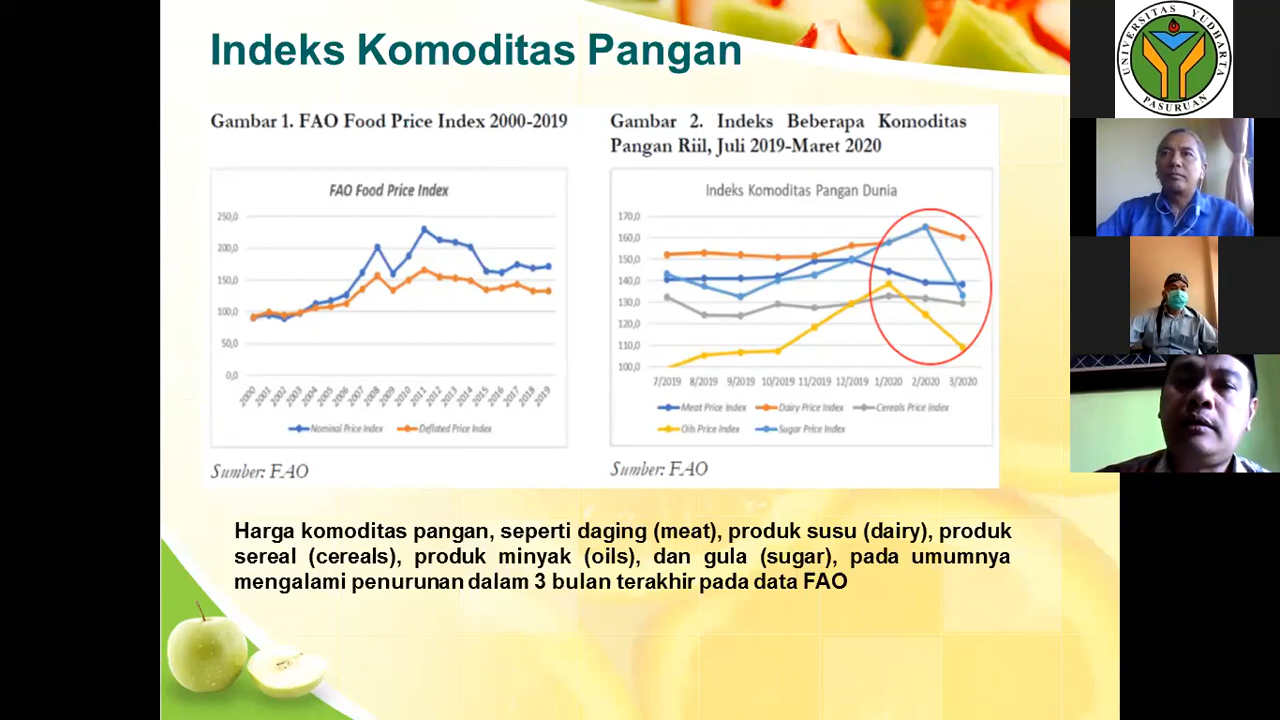 Indeks Komoditas Pangan
Gambar 1. FAO Food Price Index 2000-2019
FAO Food Price Index
250,0
200,0
150,0
100,0
50,0
0,0
2000 2001 2002 2003 2004 2005 2006 2007 2008 2009 2010 2011 2012 2013 2014 2015 2016 2017 2018 2019
Nominal Price Index Deflated Price Index
Sumber: FAO
Gambar 2. Indeks Beberapa Komoditas
Pangan Riil, Juli 2019-Maret 2020
Indeks Komoditas Pangan Dunia
170,0
160,0
150,0
140,0
130,0
120,0
110,0
100,0
7/2019 8/2019 9/2019 10/2019 11/2019 12/2019 1/2020 2/2020 3/2020
Meat Price Index Dairy Price Index Cereals Price Index
Oils Price Index Sugar Price Index
Sumber: FAO
Harga komoditas pangan, seperti daging (meat), produk susu (dairy), produk
sereal (cereals), produk minyak (oils), dan gula (sugar), pada umumnya
mengalami penurunan dalam 3 bulan terakhir pada data FAO
UNIVERSITAS YUDHARTA
PASURUAN